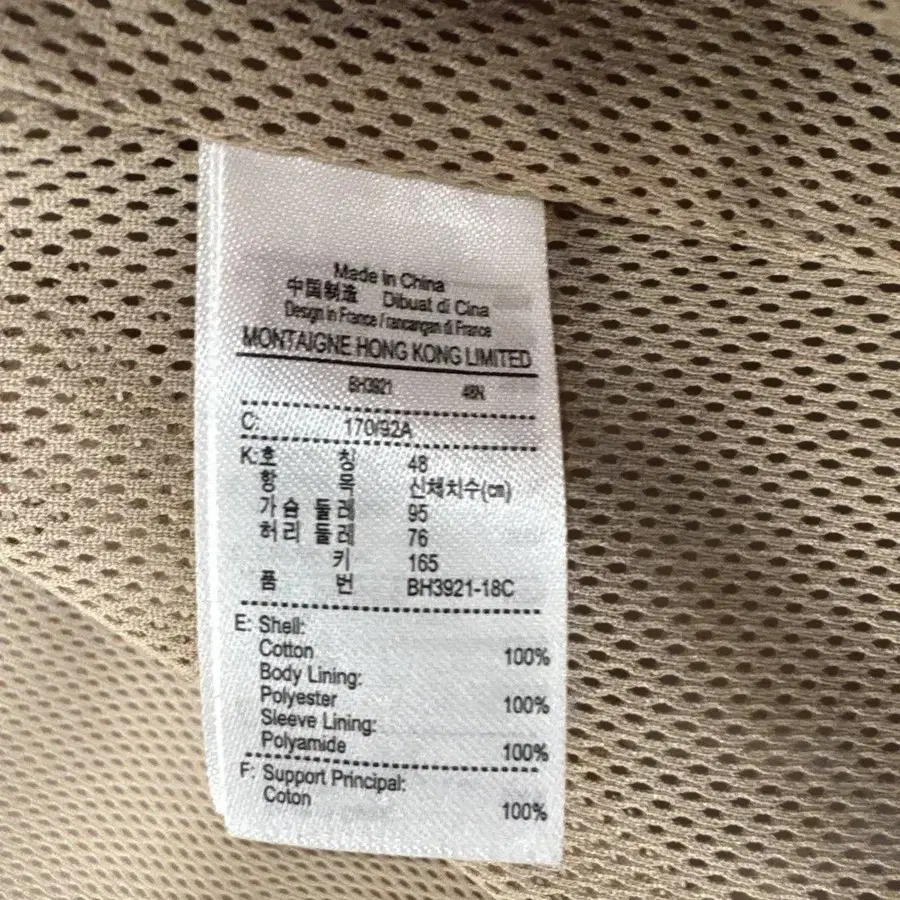 Made in China
中国制造 Dibuat di Cina
Design in France / rancangan di France
MONTAIGNE HONG KONG LIMITED
BH3921 48N
C: 170/92A
K: 호 칭 48
항 목 신체치수(cm)
가슴 둘레 95
허리 둘레 76
키 165
품 번 BH3921-18C
E: Shell:
Cotton 100%
Body Lining:
Polyester 100%
Sleeve Lining:
Polyamide 100%
F: Support Principal:
Coton 100%